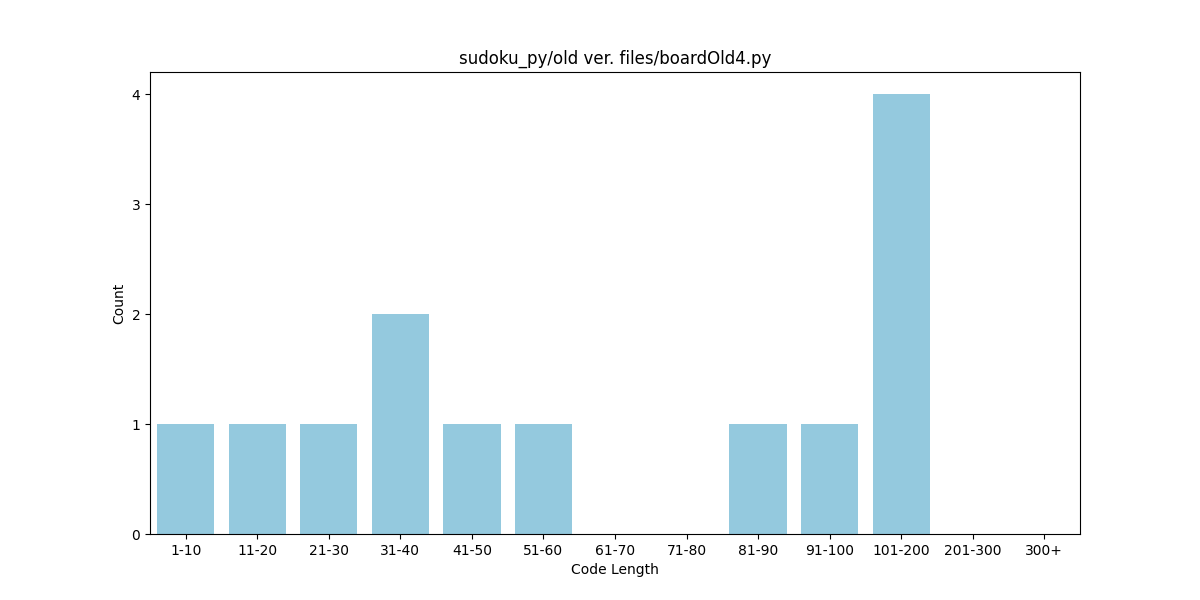 sudoku_py/old ver. files/boardOld4.py
Count
4
3
2
1
0
1-10 11-20 21-30 31-40 41-50 51-60 61-70 71-80 81-90 91-100 101-200 201-300 300+
Code Length